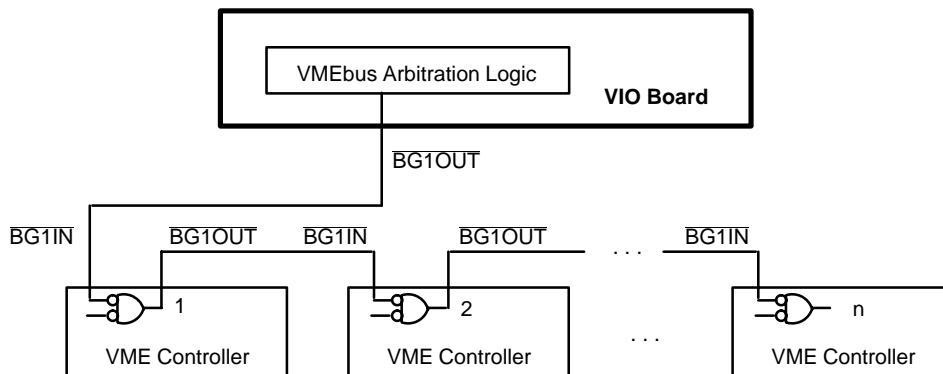 VMEbus Arbitration Logic
VIO Board
BG1OUT
BG1IN BG1OUT BG1IN BG1OUT . . . BG1IN
1 2 n
VME Controller VME Controller . . . VME Controller